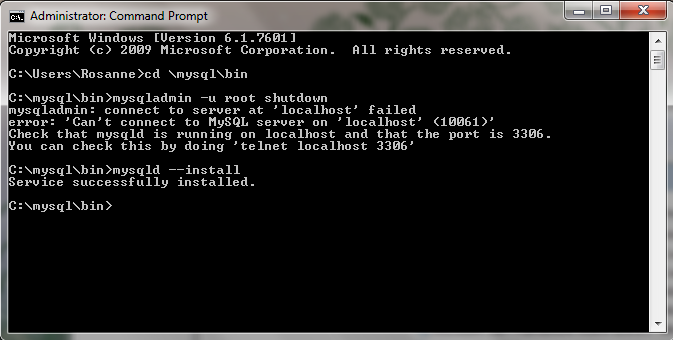 Administrator: Command Prompt
Microsoft Windows [Version 6.1.7601]
Copyright (c) 2009 Microsoft Corporation.  All rights reserved.
C:\Users\Rosanne>cd \mysql\bin
C:\mysql\bin>mysqladmin -u root shutdown
mysqladmin: connect to server at 'localhost' failed
error: 'Can't connect to MySQL server on 'localhost' (10061)'
Check that mysqld is running on localhost and that the port is 3306.
You can check this by doing 'telnet localhost 3306'
C:\mysql\bin>mysqld --install
Service successfully installed.
C:\mysql\bin>